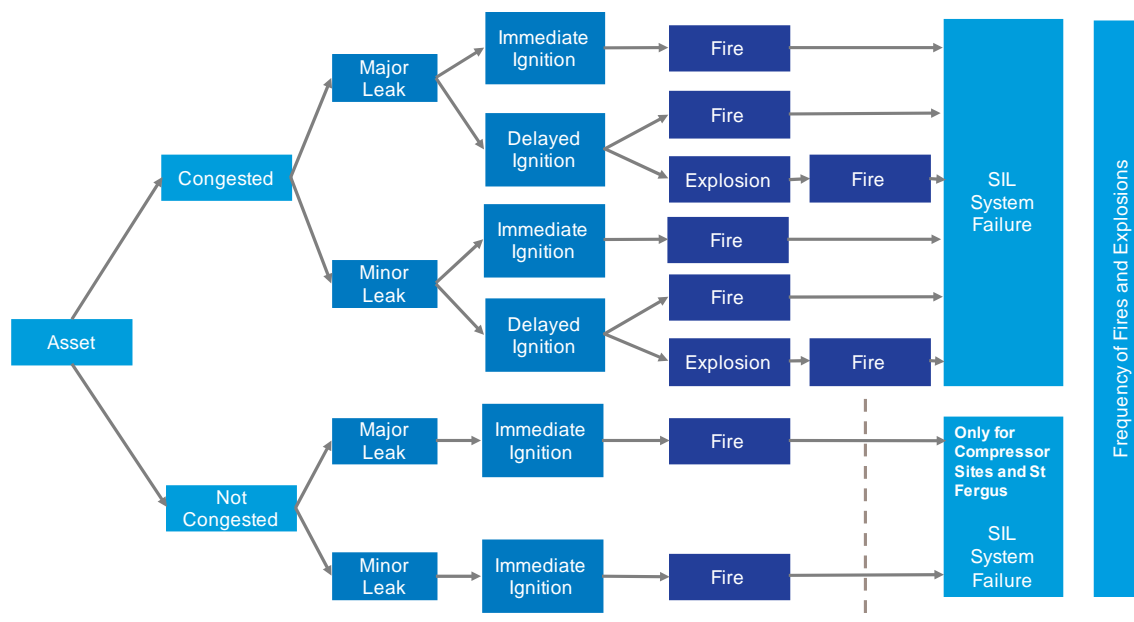 Immediate
Ignition
Fire
Major
Leak
Delayed
Ignition
Fire
Explosion
Fire
Congested
Immediate
Ignition
Fire
Minor
Leak
Delayed
Ignition
Fire
Explosion
Fire
SIL
System
Failure
Asset
Major
Leak
Immediate
Ignition
Fire
Not
Congested
Minor
Leak
Immediate
Ignition
Fire
Only for
Compressor
Sites and St
Fergus
SIL
System
Failure
Frequency of Fires and Explosions